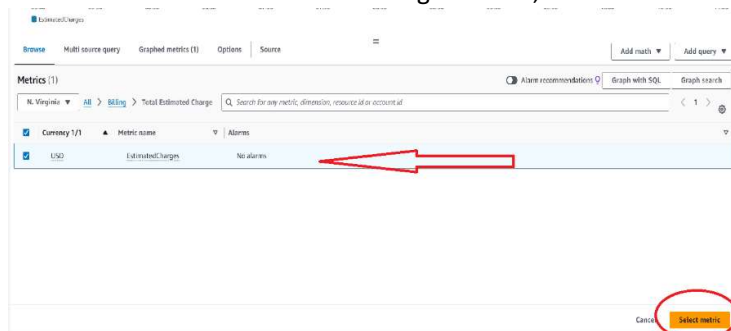 EstimatedCharges
Browse Multi source query Graphed metrics (1) Options Source = Add math ▼ Add query ▼
Metrics (1) Alarm recommendations Graph with SQL Graph search
N. Virginia ▼ All > Billing > Total Estimated Charge Search for any metric, dimension, resource id or account id < 1 >
Currency 1/1 ▲ Metric name ▽ Alarms ▽
USD EstimatedCharges No alarms
Cance Select metric